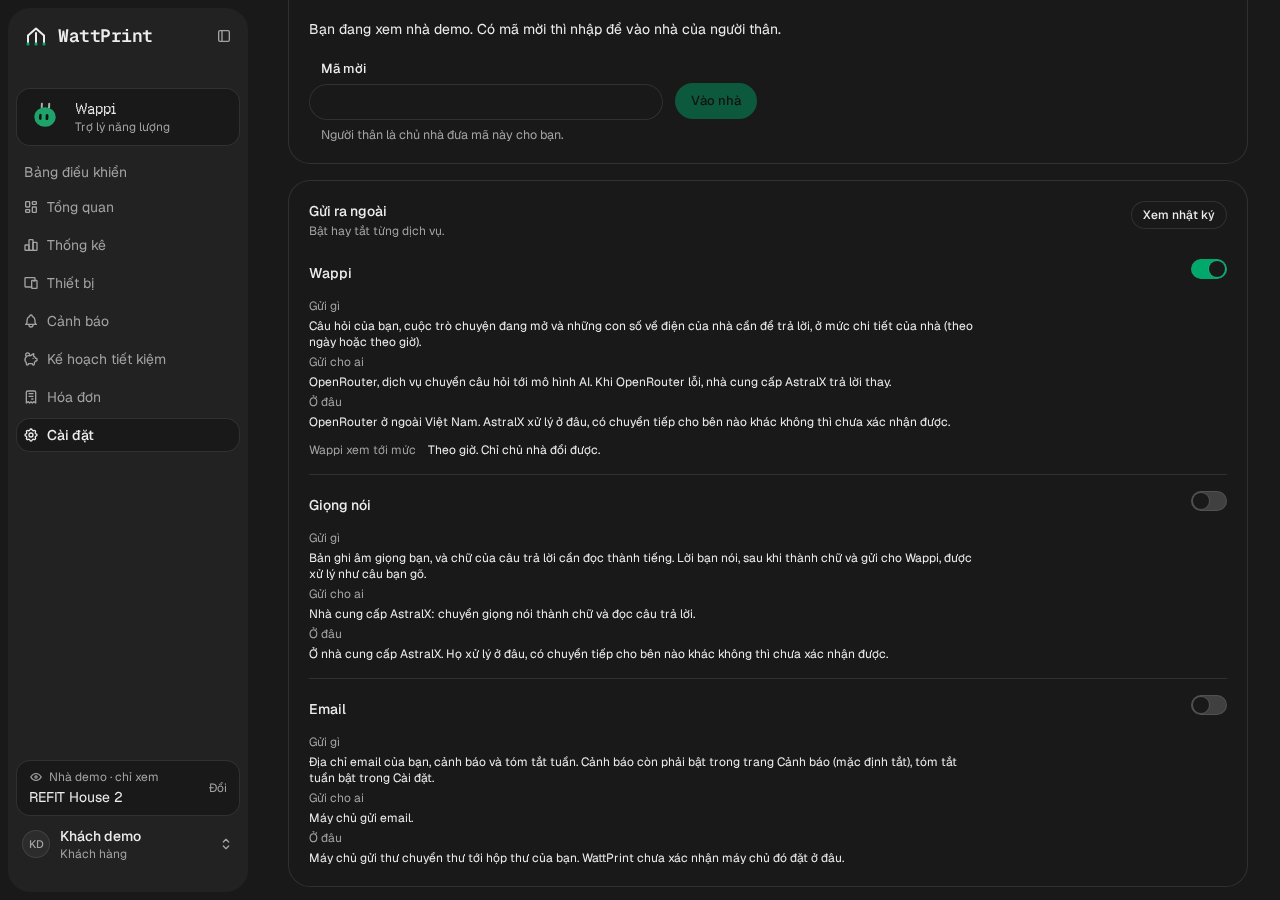 WattPrint
Wappi
Trợ lý năng lượng
Bảng điều khiển
Tổng quan
Thống kê
Thiết bị
Cảnh báo
Kế hoạch tiết kiệm
Hóa đơn
Cài đặt
Nhà demo · chỉ xem
REFIT House 2
Đổi
KD
Khách demo
Khách hàng
Bạn đang xem nhà demo. Có mã mời thì nhập để vào nhà của người thân.
Mã mời
Vào nhà
Người thân là chủ nhà đưa mã này cho bạn.
Gửi ra ngoài
Bật hay tắt từng dịch vụ.
Xem nhật ký
Wappi
Gửi gì
Câu hỏi của bạn, cuộc trò chuyện đang mở và những con số về điện của nhà cần để trả lời, ở mức chi tiết của nhà (theo
ngày hoặc theo giờ).
Gửi cho ai
OpenRouter, dịch vụ chuyển câu hỏi tới mô hình AI. Khi OpenRouter lỗi, nhà cung cấp AstralX trả lời thay.
Ở đâu
OpenRouter ở ngoài Việt Nam. AstralX xử lý ở đâu, có chuyển tiếp cho bên nào khác không thì chưa xác nhận được.
Wappi xem tới mức Theo giờ. Chỉ chủ nhà đổi được.
Giọng nói
Gửi gì
Bản ghi âm giọng bạn, và chữ của câu trả lời cần đọc thành tiếng. Lời bạn nói, sau khi thành chữ và gửi cho Wappi, được
xử lý như câu bạn gõ.
Gửi cho ai
Nhà cung cấp AstralX: chuyển giọng nói thành chữ và đọc câu trả lời.
Ở đâu
Ở nhà cung cấp AstralX. Họ xử lý ở đâu, có chuyển tiếp cho bên nào khác không thì chưa xác nhận được.
Email
Gửi gì
Địa chỉ email của bạn, cảnh báo và tóm tắt tuần. Cảnh báo còn phải bật trong trang Cảnh báo (mặc định tắt), tóm tắt
tuần bật trong Cài đặt.
Gửi cho ai
Máy chủ gửi email.
Ở đâu
Máy chủ gửi thư chuyển thư tới hộp thư của bạn. WattPrint chưa xác nhận máy chủ đó đặt ở đâu.